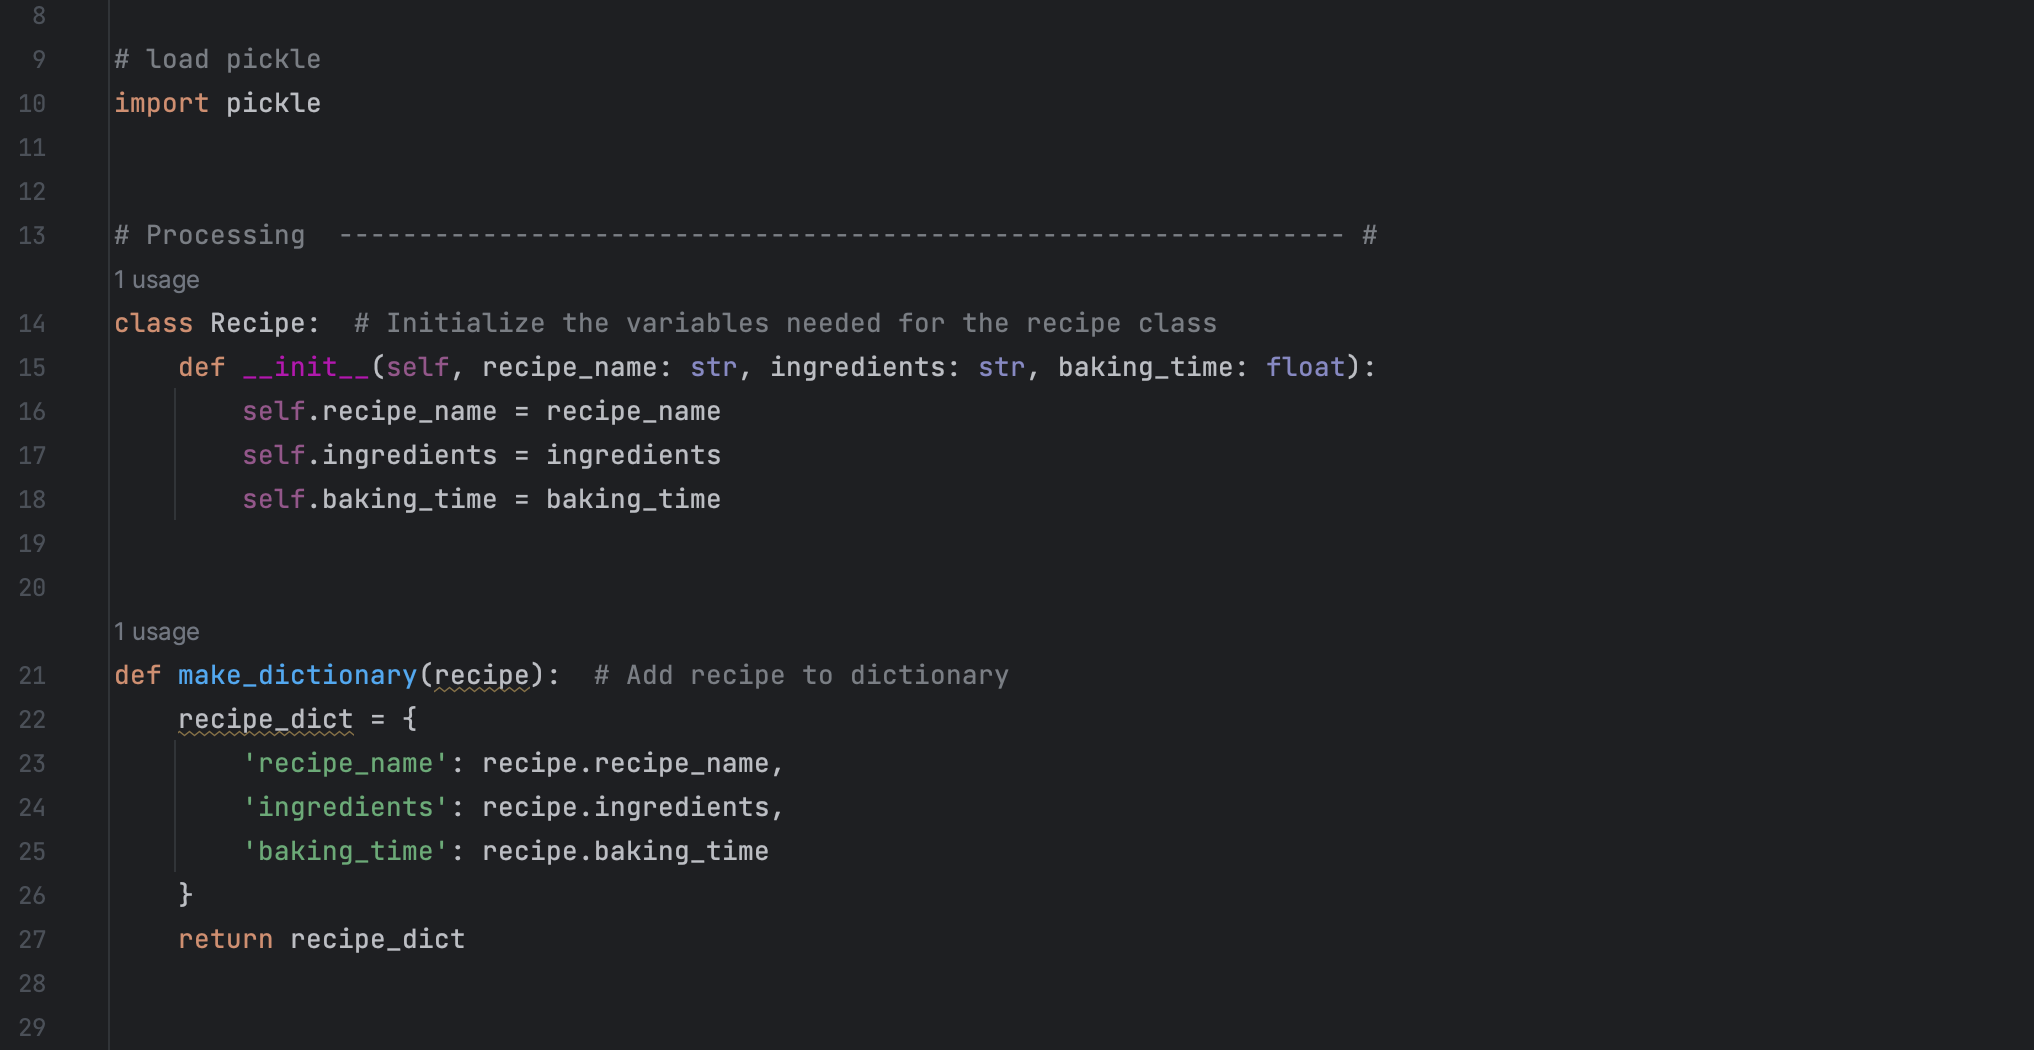 8
9 # load pickle
10 import pickle
11
12
13 # Processing  --------------------------------------------------------------- #
1 usage
14 class Recipe:  # Initialize the variables needed for the recipe class
15     def __init__(self, recipe_name: str, ingredients: str, baking_time: float):
16         self.recipe_name = recipe_name
17         self.ingredients = ingredients
18         self.baking_time = baking_time
19
20
1 usage
21 def make_dictionary(recipe):  # Add recipe to dictionary
22     recipe_dict = {
23         'recipe_name': recipe.recipe_name,
24         'ingredients': recipe.ingredients,
25         'baking_time': recipe.baking_time
26     }
27     return recipe_dict
28
29